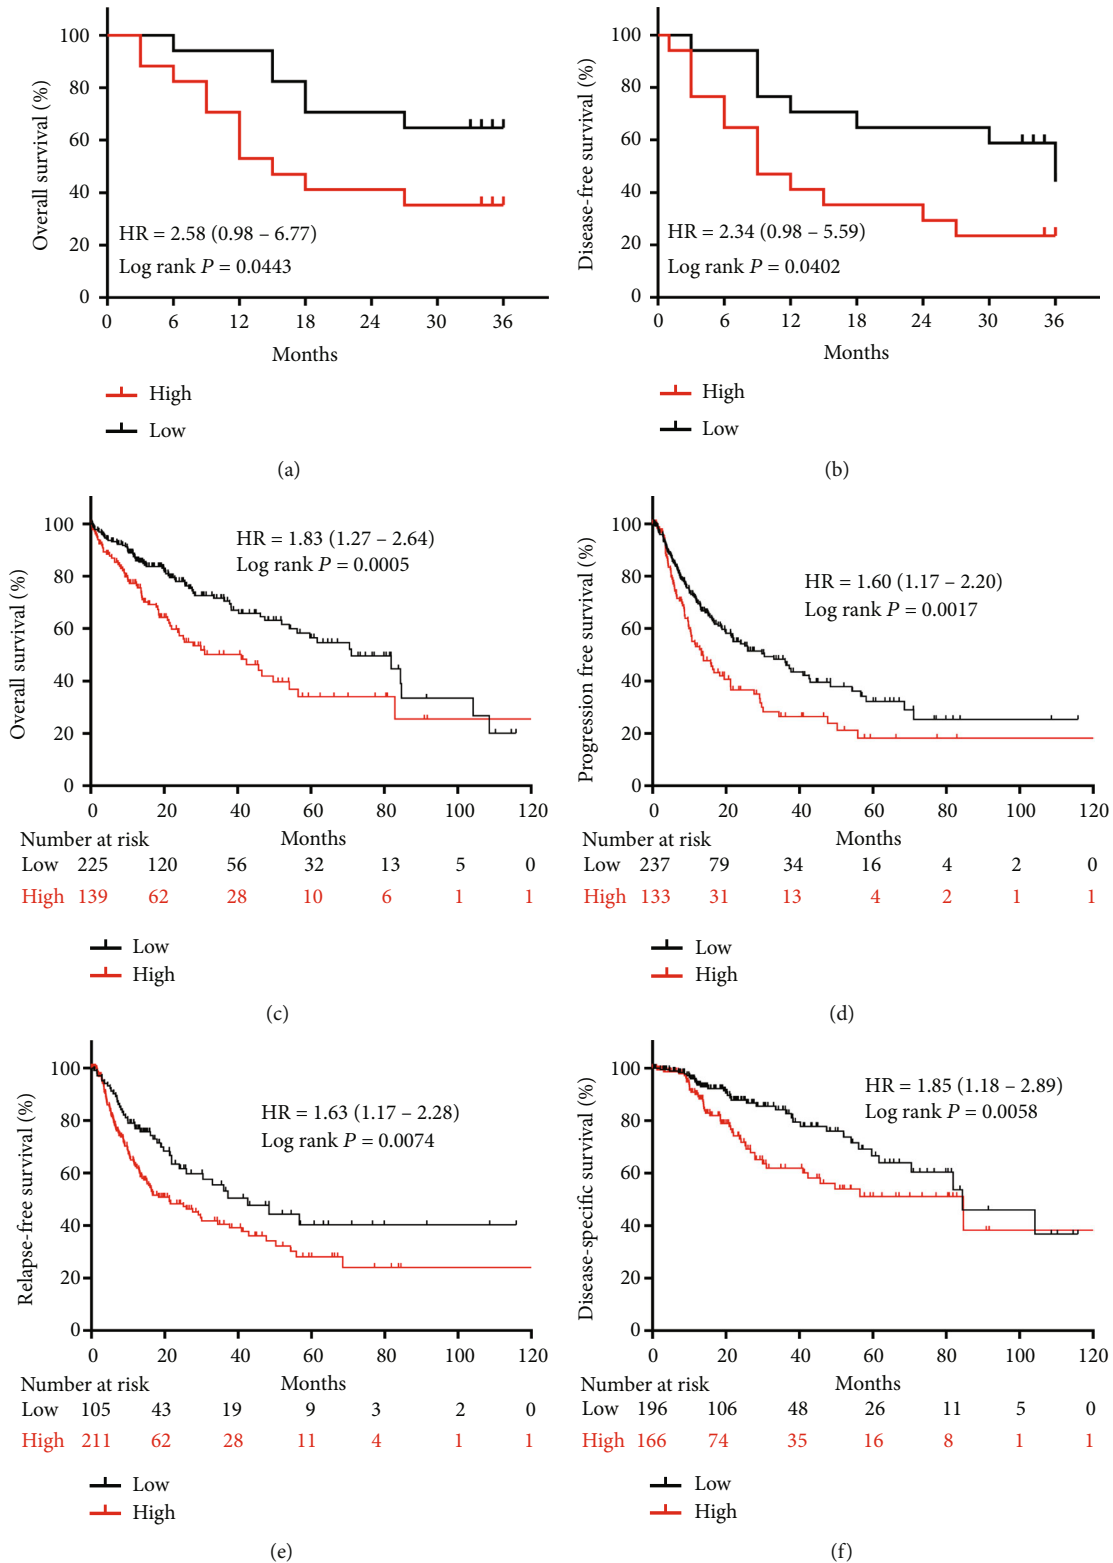 100
80
60
40
20
0
Overall survival (%)
HR = 2.58 (0.98 – 6.77)
Log rank P = 0.0443
0 6 12 18 24 30 36
Months
High
Low
(a)
100
80
60
40
20
0
Disease-free survival (%)
HR = 2.34 (0.98 – 5.59)
Log rank P = 0.0402
0 6 12 18 24 30 36
Months
High
Low
(b)
100
80
60
40
20
0
Overall survival (%)
HR = 1.83 (1.27 – 2.64)
Log rank P = 0.0005
0 20 40 60 80 100 120
Number at risk Months
Low 225 120 56 32 13 5 0
High 139 62 28 10 6 1 1
Low
High
(c)
100
80
60
40
20
0
Progression free survival (%)
HR = 1.60 (1.17 – 2.20)
Log rank P = 0.0017
0 20 40 60 80 100 120
Number at risk Months
Low 237 79 34 16 4 2 0
High 133 31 13 4 2 1 1
Low
High
(d)
100
80
60
40
20
0
Relapse-free survival (%)
HR = 1.63 (1.17 – 2.28)
Log rank P = 0.0074
0 20 40 60 80 100 120
Number at risk Months
Low 105 43 19 9 3 2 0
High 211 62 28 11 4 1 1
Low
High
(e)
100
80
60
40
20
0
Disease-specific survival (%)
HR = 1.85 (1.18 – 2.89)
Log rank P = 0.0058
0 20 40 60 80 100 120
Number at risk Months
Low 196 106 48 26 11 5 0
High 166 74 35 16 8 1 1
Low
High
(f)